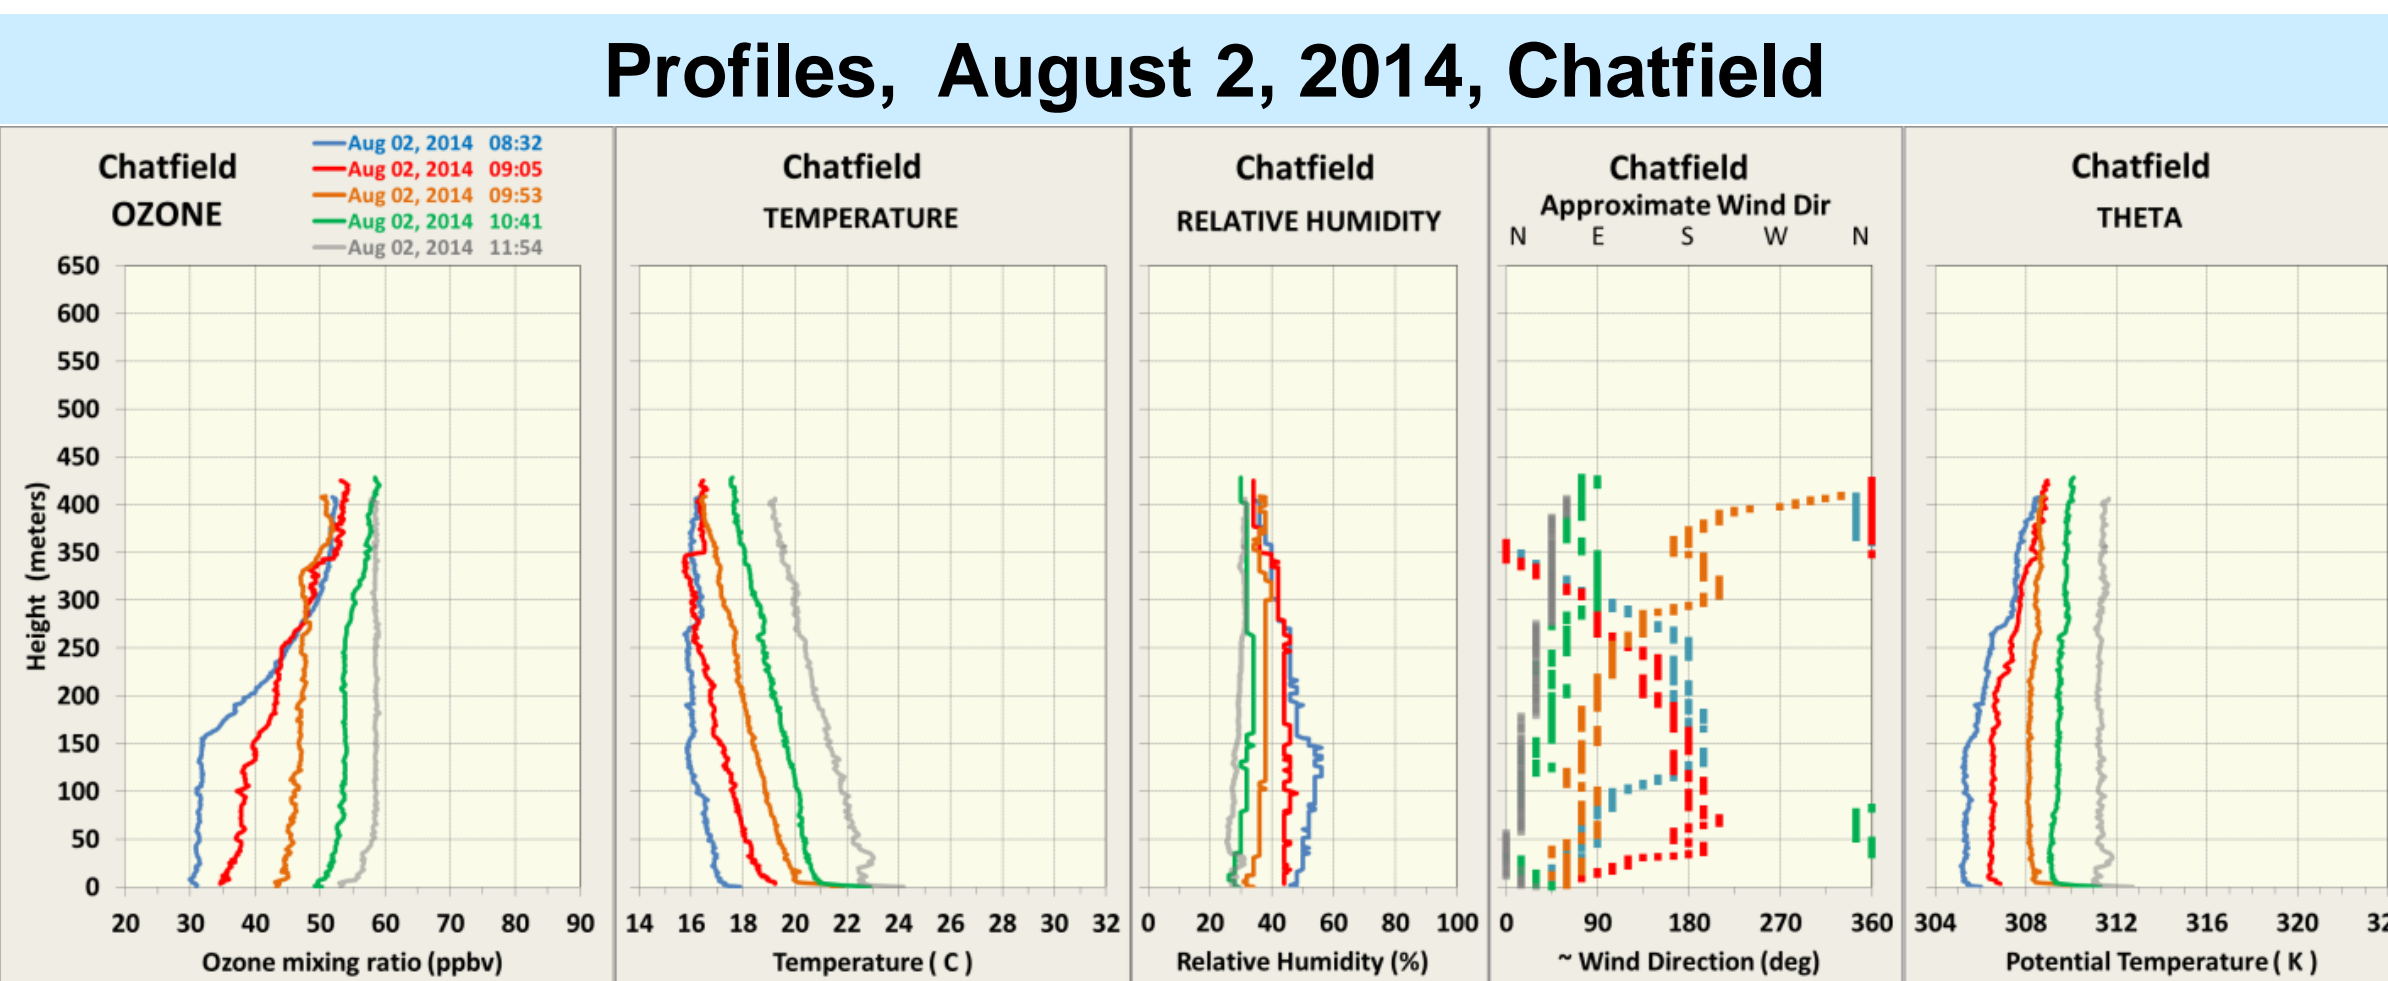 Profiles, August 2, 2014, Chatfield
Chatfield
OZONE
Aug 02, 2014 08:32
Aug 02, 2014 09:05
Aug 02, 2014 09:53
Aug 02, 2014 10:41
Aug 02, 2014 11:54
650
600
550
500
450
400
350
300
250
200
150
100
50
0
Height (meters)
20 30 40 50 60 70 80 90
Ozone mixing ratio (ppbv)
Chatfield
TEMPERATURE
14 16 18 20 22 24 26 28 30 32
Temperature ( C )
Chatfield
RELATIVE HUMIDITY
0 20 40 60 80 100
Relative Humidity (%)
Chatfield
Approximate Wind Dir
N E S W N
0 90 180 270 360
~ Wind Direction (deg)
Chatfield
THETA
304 308 312 316 320
Potential Temperature ( K )